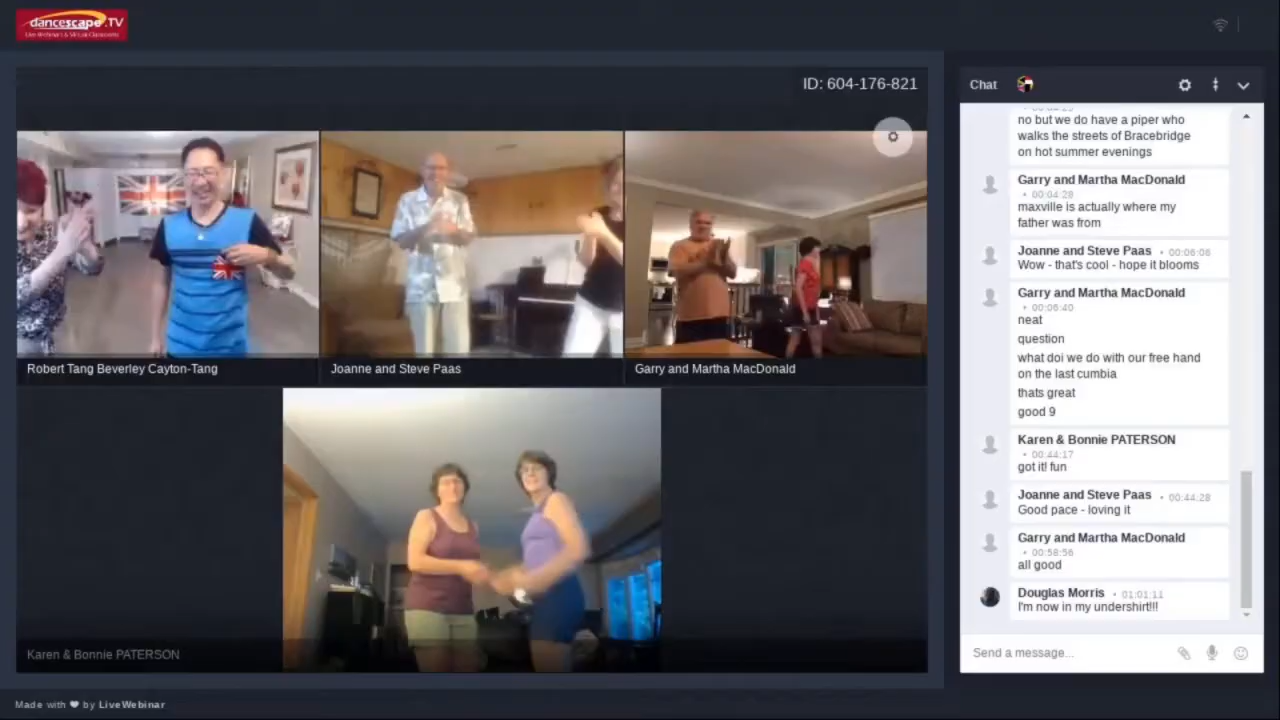 dancescape.TV
Live Webinars & Virtual Classrooms
ID: 604-176-821
Robert Tang Beverley Cayton-Tang
Joanne and Steve Paas
Garry and Martha MacDonald
Karen & Bonnie PATERSON
Chat
no but we do have a piper who
walks the streets of Bracebridge
on hot summer evenings
Garry and Martha MacDonald
• 00:04:28
maxville is actually where my
father was from
Joanne and Steve Paas • 00:06:06
Wow - that's cool - hope it blooms
Garry and Martha MacDonald
• 00:06:40
neat
question
what doi we do with our free hand
on the last cumbia
thats great
good 9
Karen & Bonnie PATERSON
• 00:44:17
got it! fun
Joanne and Steve Paas • 00:44:28
Good pace - loving it
Garry and Martha MacDonald
• 00:58:56
all good
Douglas Morris • 01:01:11
I'm now in my undershirt!!!
Send a message...
Made with ❤ by LiveWebinar